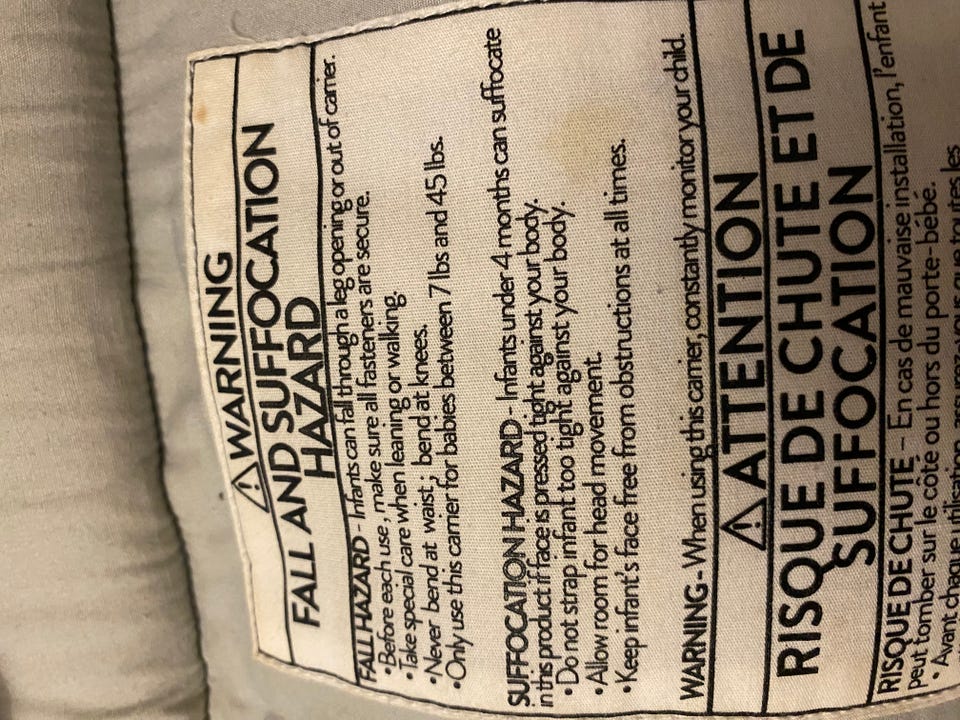 ⚠WARNING
FALL AND SUFFOCATION
HAZARD
FALL HAZARD - Infants can fall through a leg opening or out of carrier.
• Before each use, make sure all fasteners are secure.
• Take special care when leaning or walking.
• Never bend at waist; bend at knees.
• Only use this carrier for babies between 7 lbs and 45 lbs.
SUFFOCATION HAZARD - Infants under 4 months can suffocate
in this product if face is pressed tight against your body.
• Do not strap infant too tight against your body.
• Allow room for head movement.
• Keep infant's face free from obstructions at all times.
WARNING - When using this carrier, constantly monitor your child.
⚠ATTENTION
RISQUE DE CHUTE ET DE
SUFFOCATION
RISQUE DE CHUTE – En cas de mauvaise installation, l'enfant
peut tomber sur le côté ou hors du porte-bébé.
• Avant chaque utilisation, assurez-vous que toutes les